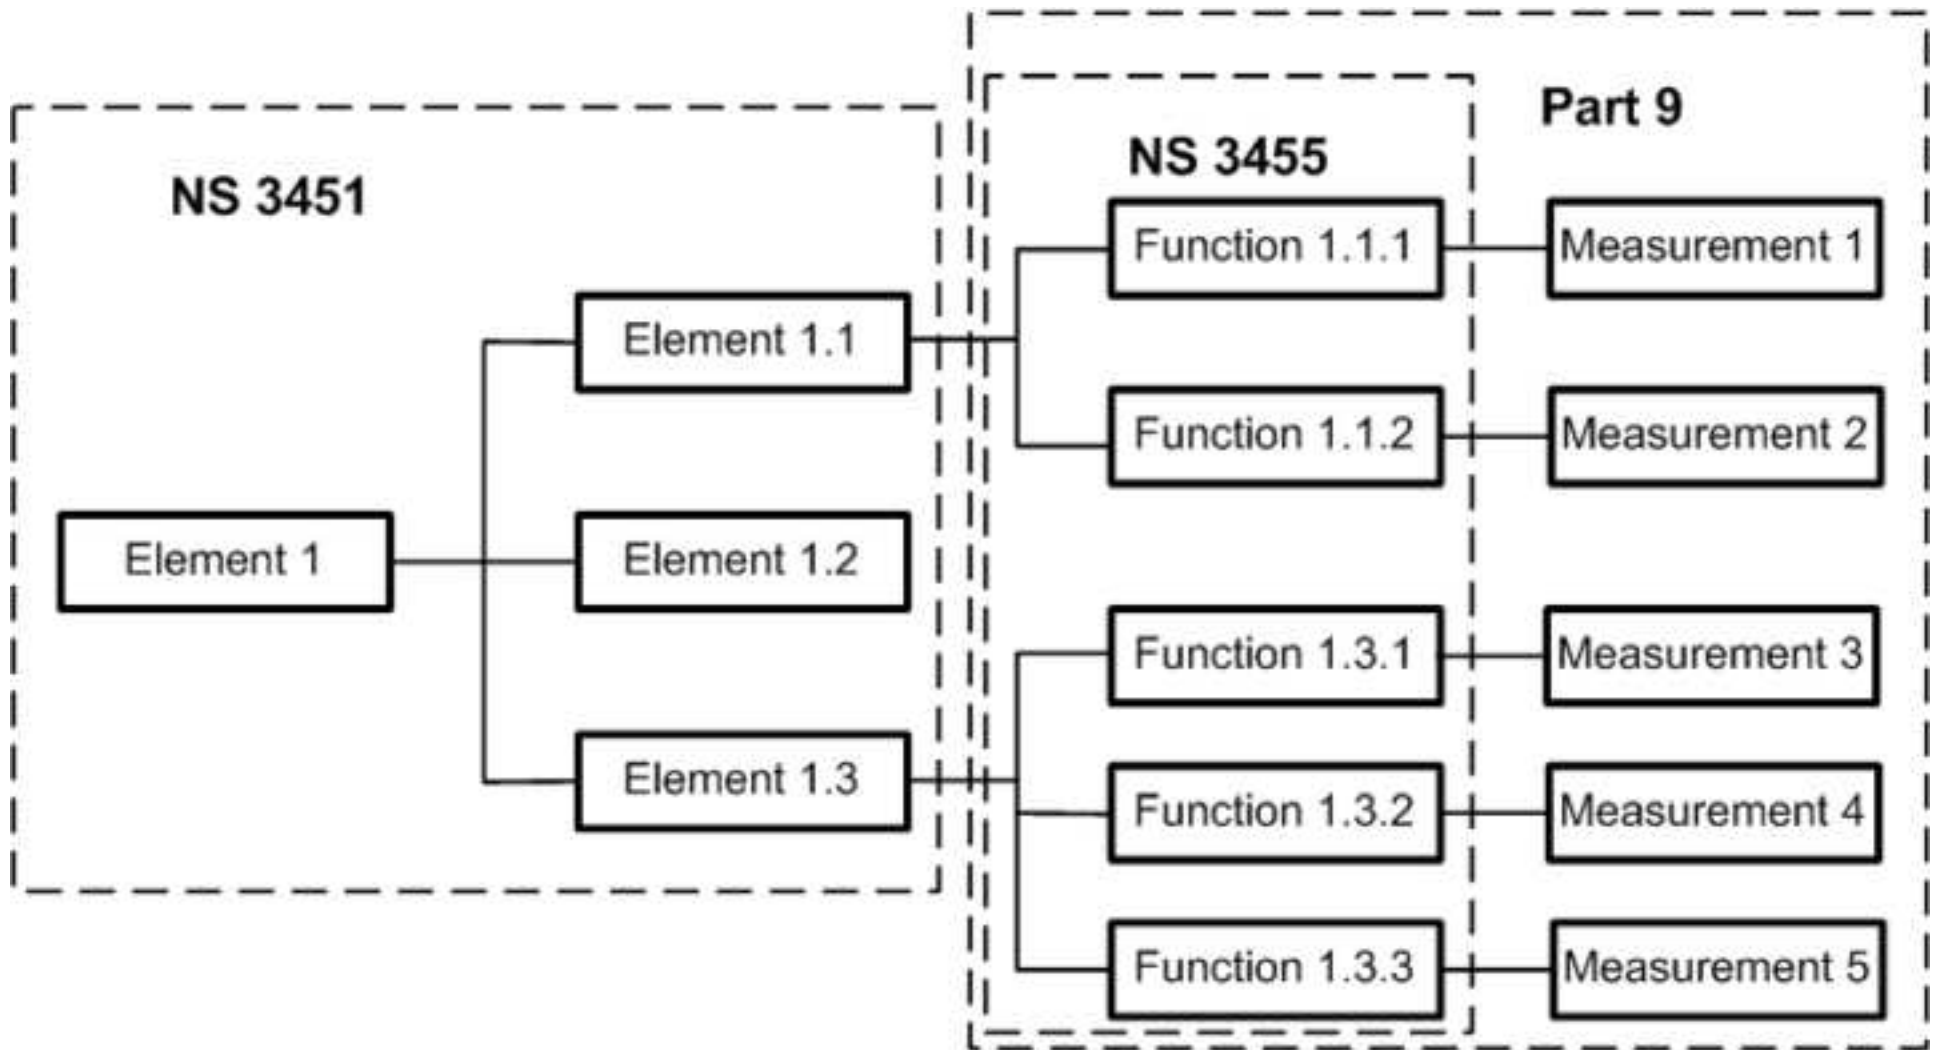 Part 9
NS 3455
NS 3451
Function 1.1.1
Measurement 1
Element 1.1
Function 1.1.2
Measurement 2
Element 1
Element 1.2
Function 1.3.1
Measurement 3
Element 1.3
Function 1.3.2
Measurement 4
Function 1.3.3
Measurement 5